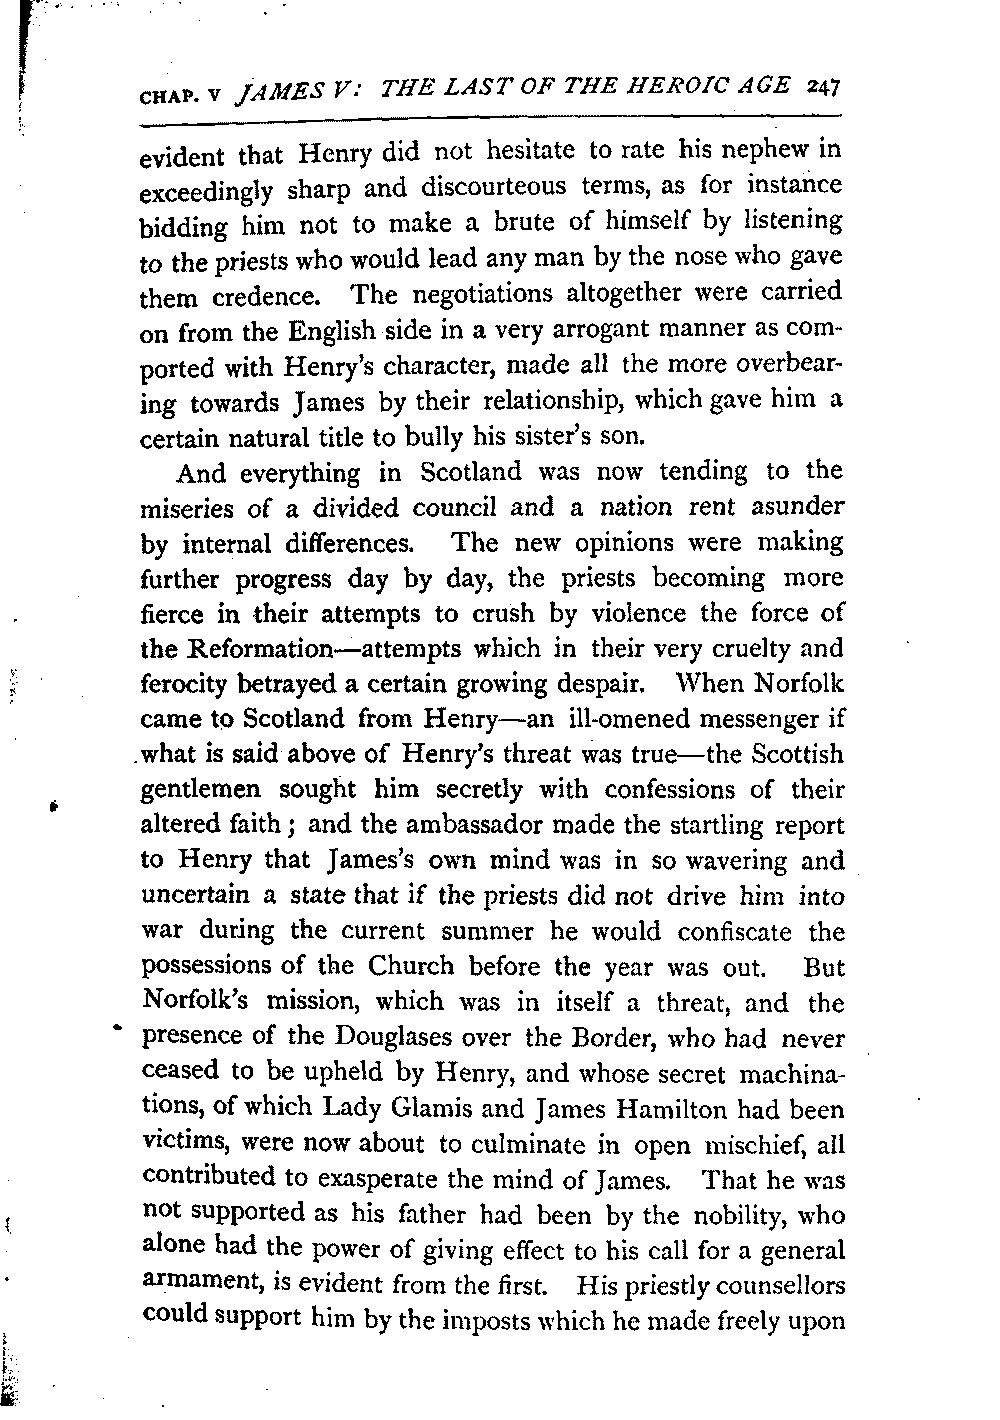 CHAP. V JAMES V: THE LAST OF THE HEROIC AGE 247
evident that Henry did not hesitate to rate his nephew in
exceedingly sharp and discourteous terms, as for instance
bidding him not to make a brute of himself by listening
to the priests who would lead any man by the nose who gave
them credence. The negotiations altogether were carried
on from the English side in a very arrogant manner as com-
ported with Henry's character, made all the more overbear-
ing towards James by their relationship, which gave him a
certain natural title to bully his sister's son.
And everything in Scotland was now tending to the
miseries of a divided council and a nation rent asunder
by internal differences. The new opinions were making
further progress day by day, the priests becoming more
fierce in their attempts to crush by violence the force of
the Reformation—attempts which in their very cruelty and
ferocity betrayed a certain growing despair. When Norfolk
came to Scotland from Henry—an ill-omened messenger if
what is said above of Henry's threat was true—the Scottish
gentlemen sought him secretly with confessions of their
altered faith; and the ambassador made the startling report
to Henry that James's own mind was in so wavering and
uncertain a state that if the priests did not drive him into
war during the current summer he would confiscate the
possessions of the Church before the year was out. But
Norfolk's mission, which was in itself a threat, and the
presence of the Douglases over the Border, who had never
ceased to be upheld by Henry, and whose secret machina-
tions, of which Lady Glamis and James Hamilton had been
victims, were now about to culminate in open mischief, all
contributed to exasperate the mind of James. That he was
not supported as his father had been by the nobility, who
alone had the power of giving effect to his call for a general
armament, is evident from the first. His priestly counsellors
could support him by the imposts which he made freely upon